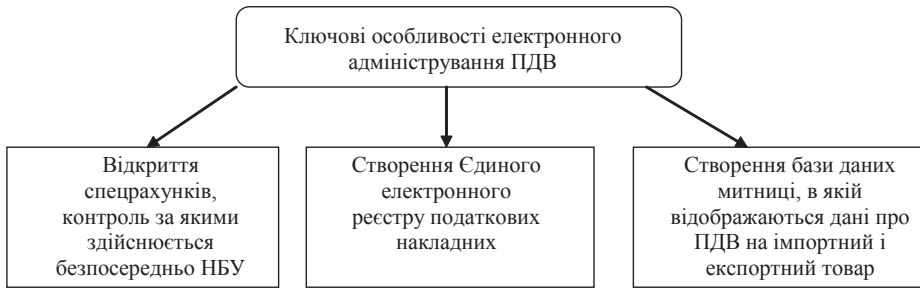 Ключові особливості електронного
адміністрування ПДВ
Відкриття
спецрахунків,
контроль за якими
здійснюється
безпосередньо НБУ
Створення Єдиного
електронного
реєстру податкових
накладних
Створення бази даних
митниці, в якій
відображаються дані про
ПДВ на імпортний і
експортний товар